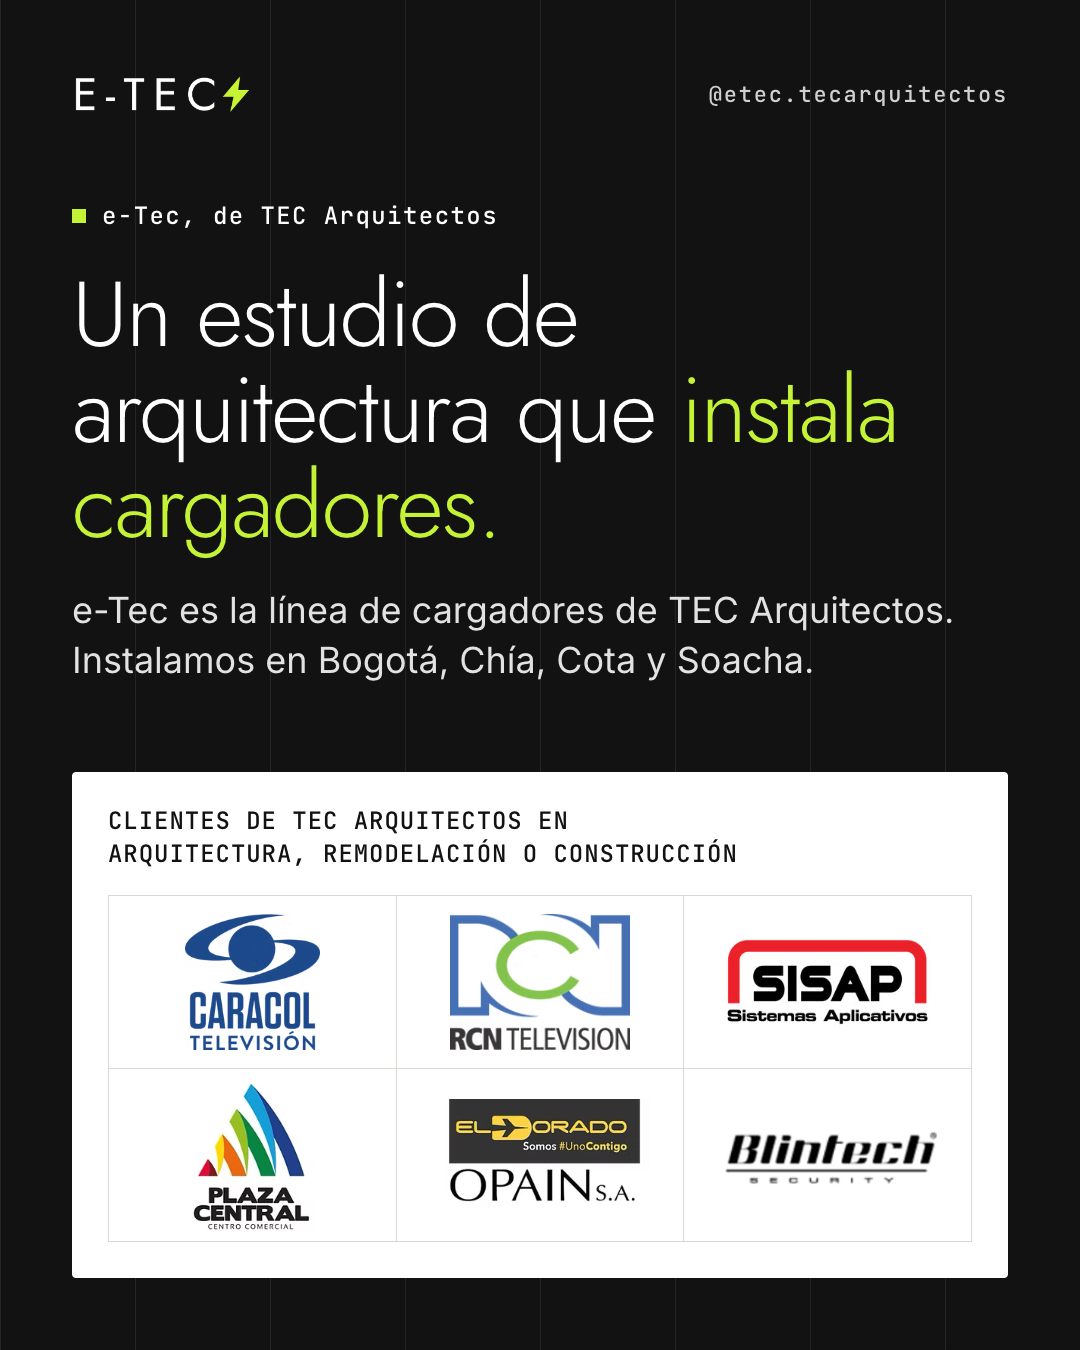 E-TEC
@etec.tecarquitectos
e-Tec, de TEC Arquitectos
Un estudio de
arquitectura que instala
cargadores.
e-Tec es la línea de cargadores de TEC Arquitectos.
Instalamos en Bogotá, Chía, Cota y Soacha.
CLIENTES DE TEC ARQUITECTOS EN
ARQUITECTURA, REMODELACIÓN O CONSTRUCCIÓN
CARACOL
TELEVISIÓN
RCN
RCN TELEVISION
SISAP
Sistemas Aplicativos
PLAZA
CENTRAL
CENTRO COMERCIAL
EL DORADO
Somos #UnoContigo
OPAIN S.A.
Blintech®
SECURITY